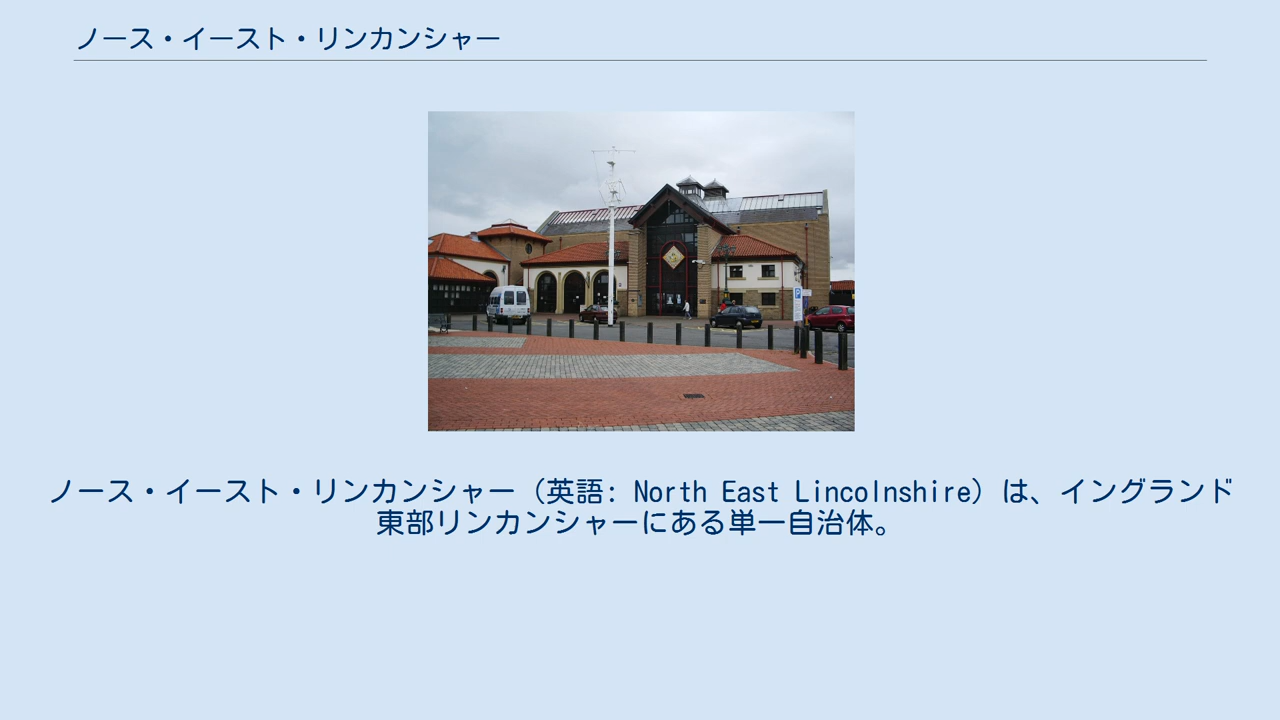 ノース・イースト・リンカンシャー
ノース・イースト・リンカンシャー（英語: North East Lincolnshire）は、イングランド
東部リンカンシャーにある単一自治体。